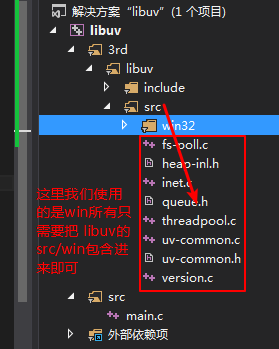 解决方案“libuv”(1 个项目)
libuv
3rd
libuv
include
src
win32
fs-poll.c
heap-inl.h
inet.c
queue.h
threadpool.c
uv-common.c
uv-common.h
version.c
src
main.c
外部依赖项
这里我们使用
的是win所有只
需要把 libuv的
src/win包含进
来即可